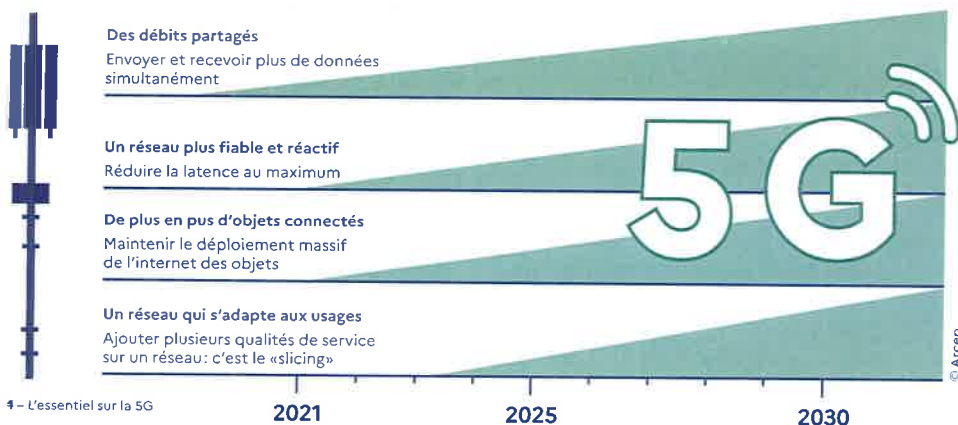 Des débits partagés
Envoyer et recevoir plus de données
simultanément
Un réseau plus fiable et réactif
Réduire la latence au maximum
De plus en pus d'objets connectés
Maintenir le déploiement massif
de l'internet des objets
Un réseau qui s'adapte aux usages
Ajouter plusieurs qualités de service
sur un réseau: c'est le «slicing»
5G
© Arcep
2021
2025
2030
4 – L'essentiel sur la 5G